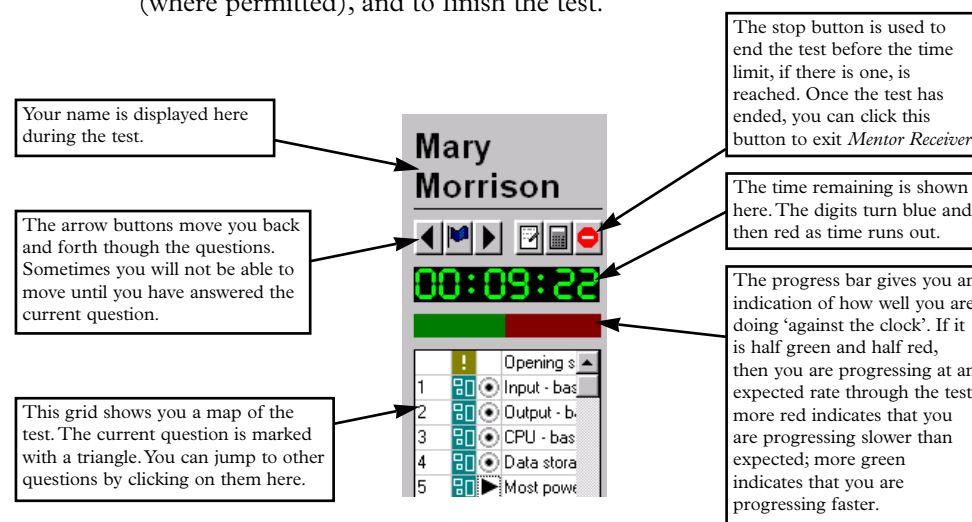 (where permitted), and to finish the test.
Your name is displayed here
during the test.
The arrow buttons move you back
and forth though the questions.
Sometimes you will not be able to
move until you have answered the
current question.
This grid shows you a map of the
test. The current question is marked
with a triangle. You can jump to other
questions by clicking on them here.
Mary
Morrison
00:09:22
! Opening s
1 Input - bas
2 Output - b
3 CPU - bas
4 Data stora
5 Most powe
The stop button is used to
end the test before the time
limit, if there is one, is
reached. Once the test has
ended, you can click this
button to exit Mentor Receiver
The time remaining is shown
here. The digits turn blue and
then red as time runs out.
The progress bar gives you an
indication of how well you are
doing ‘against the clock’. If it
is half green and half red,
then you are progressing at an
expected rate through the test
more red indicates that you
are progressing slower than
expected; more green
indicates that you are
progressing faster.